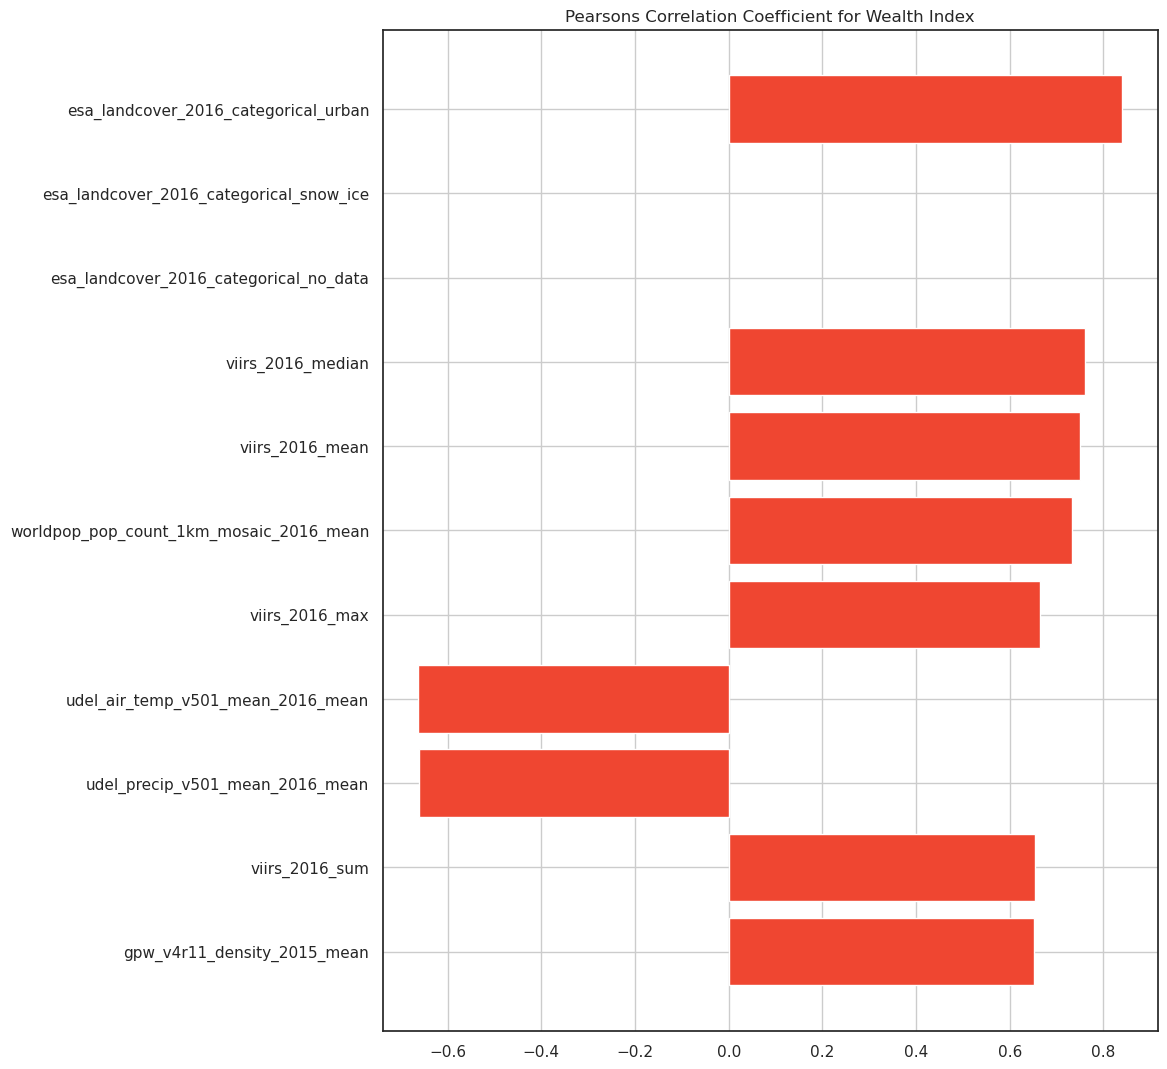 Pearsons Correlation Coefficient for Wealth Index
esa_landcover_2016_categorical_urban
esa_landcover_2016_categorical_snow_ice
esa_landcover_2016_categorical_no_data
viirs_2016_median
viirs_2016_mean
worldpop_pop_count_1km_mosaic_2016_mean
viirs_2016_max
udel_air_temp_v501_mean_2016_mean
udel_precip_v501_mean_2016_mean
viirs_2016_sum
gpw_v4r11_density_2015_mean
−0.6 −0.4 −0.2 0.0 0.2 0.4 0.6 0.8